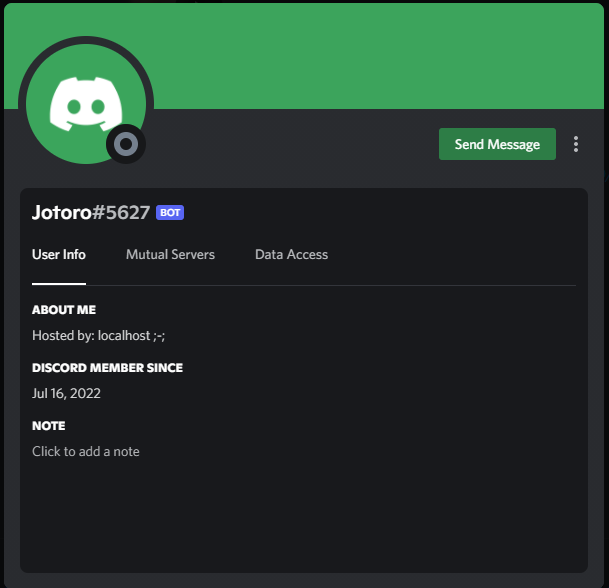 Send Message
Jotoro#5627 BOT
User Info Mutual Servers Data Access
ABOUT ME
Hosted by: localhost ;-;
DISCORD MEMBER SINCE
Jul 16, 2022
NOTE
Click to add a note